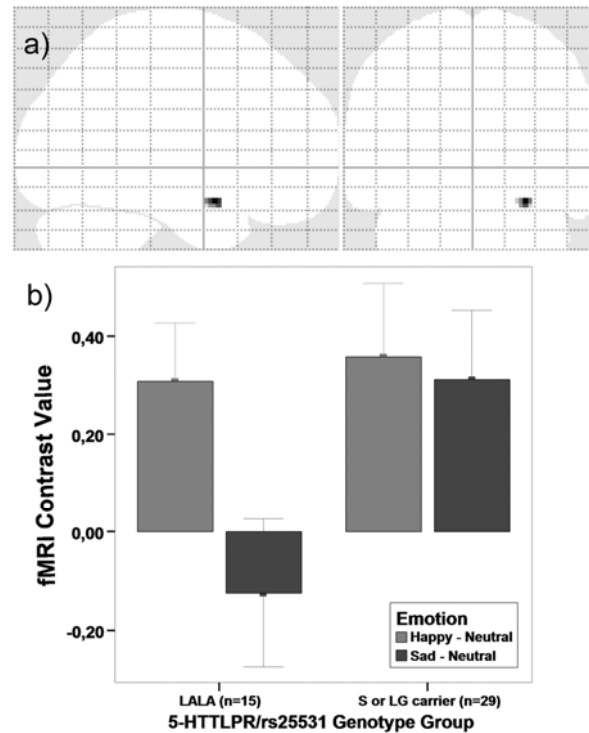 a)
b)
fMRI Contrast Value
0,40
0,20
0,00
-0,20
Emotion
Happy - Neutral
Sad - Neutral
LALA (n=15)
S or LG carrier (n=29)
5-HTTLPR/rs25531 Genotype Group